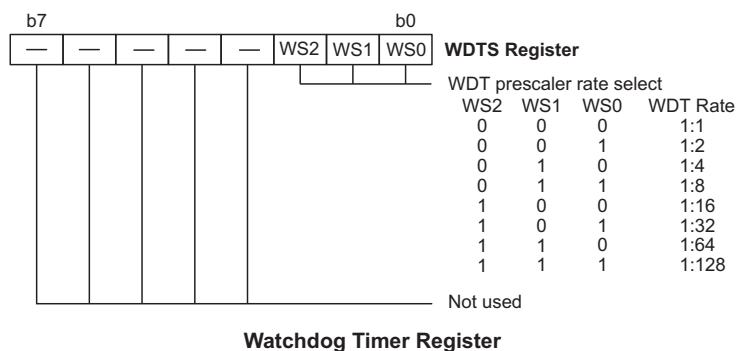 b7 b0
— — — — — WS2 WS1 WS0 WDTS Register
WDT prescaler rate select
WS2 WS1 WS0 WDT Rate
0 0 0 1:1
0 0 1 1:2
0 1 0 1:4
0 1 1 1:8
1 0 0 1:16
1 0 1 1:32
1 1 0 1:64
1 1 1 1:128
Not used
Watchdog Timer Register